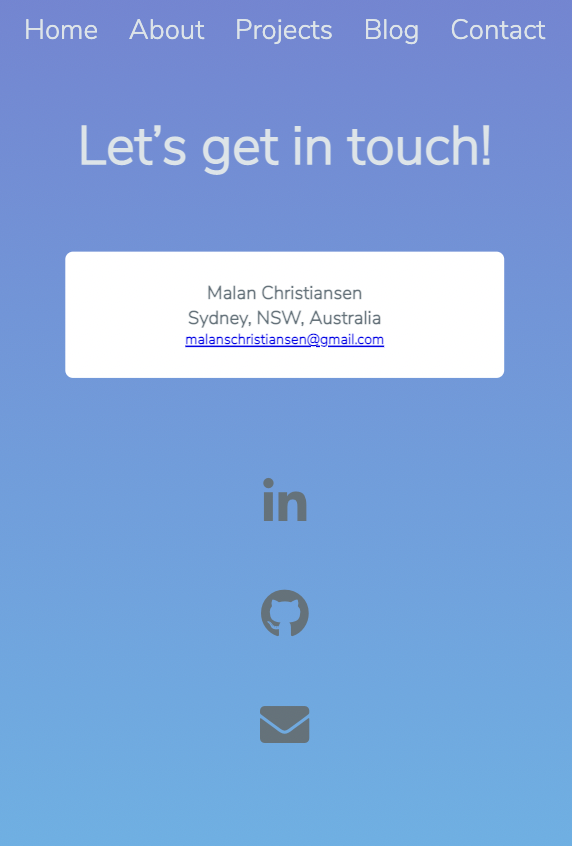 Home About Projects Blog Contact
Let’s get in touch!
Malan Christiansen
Sydney, NSW, Australia
malanschristiansen@gmail.com
in